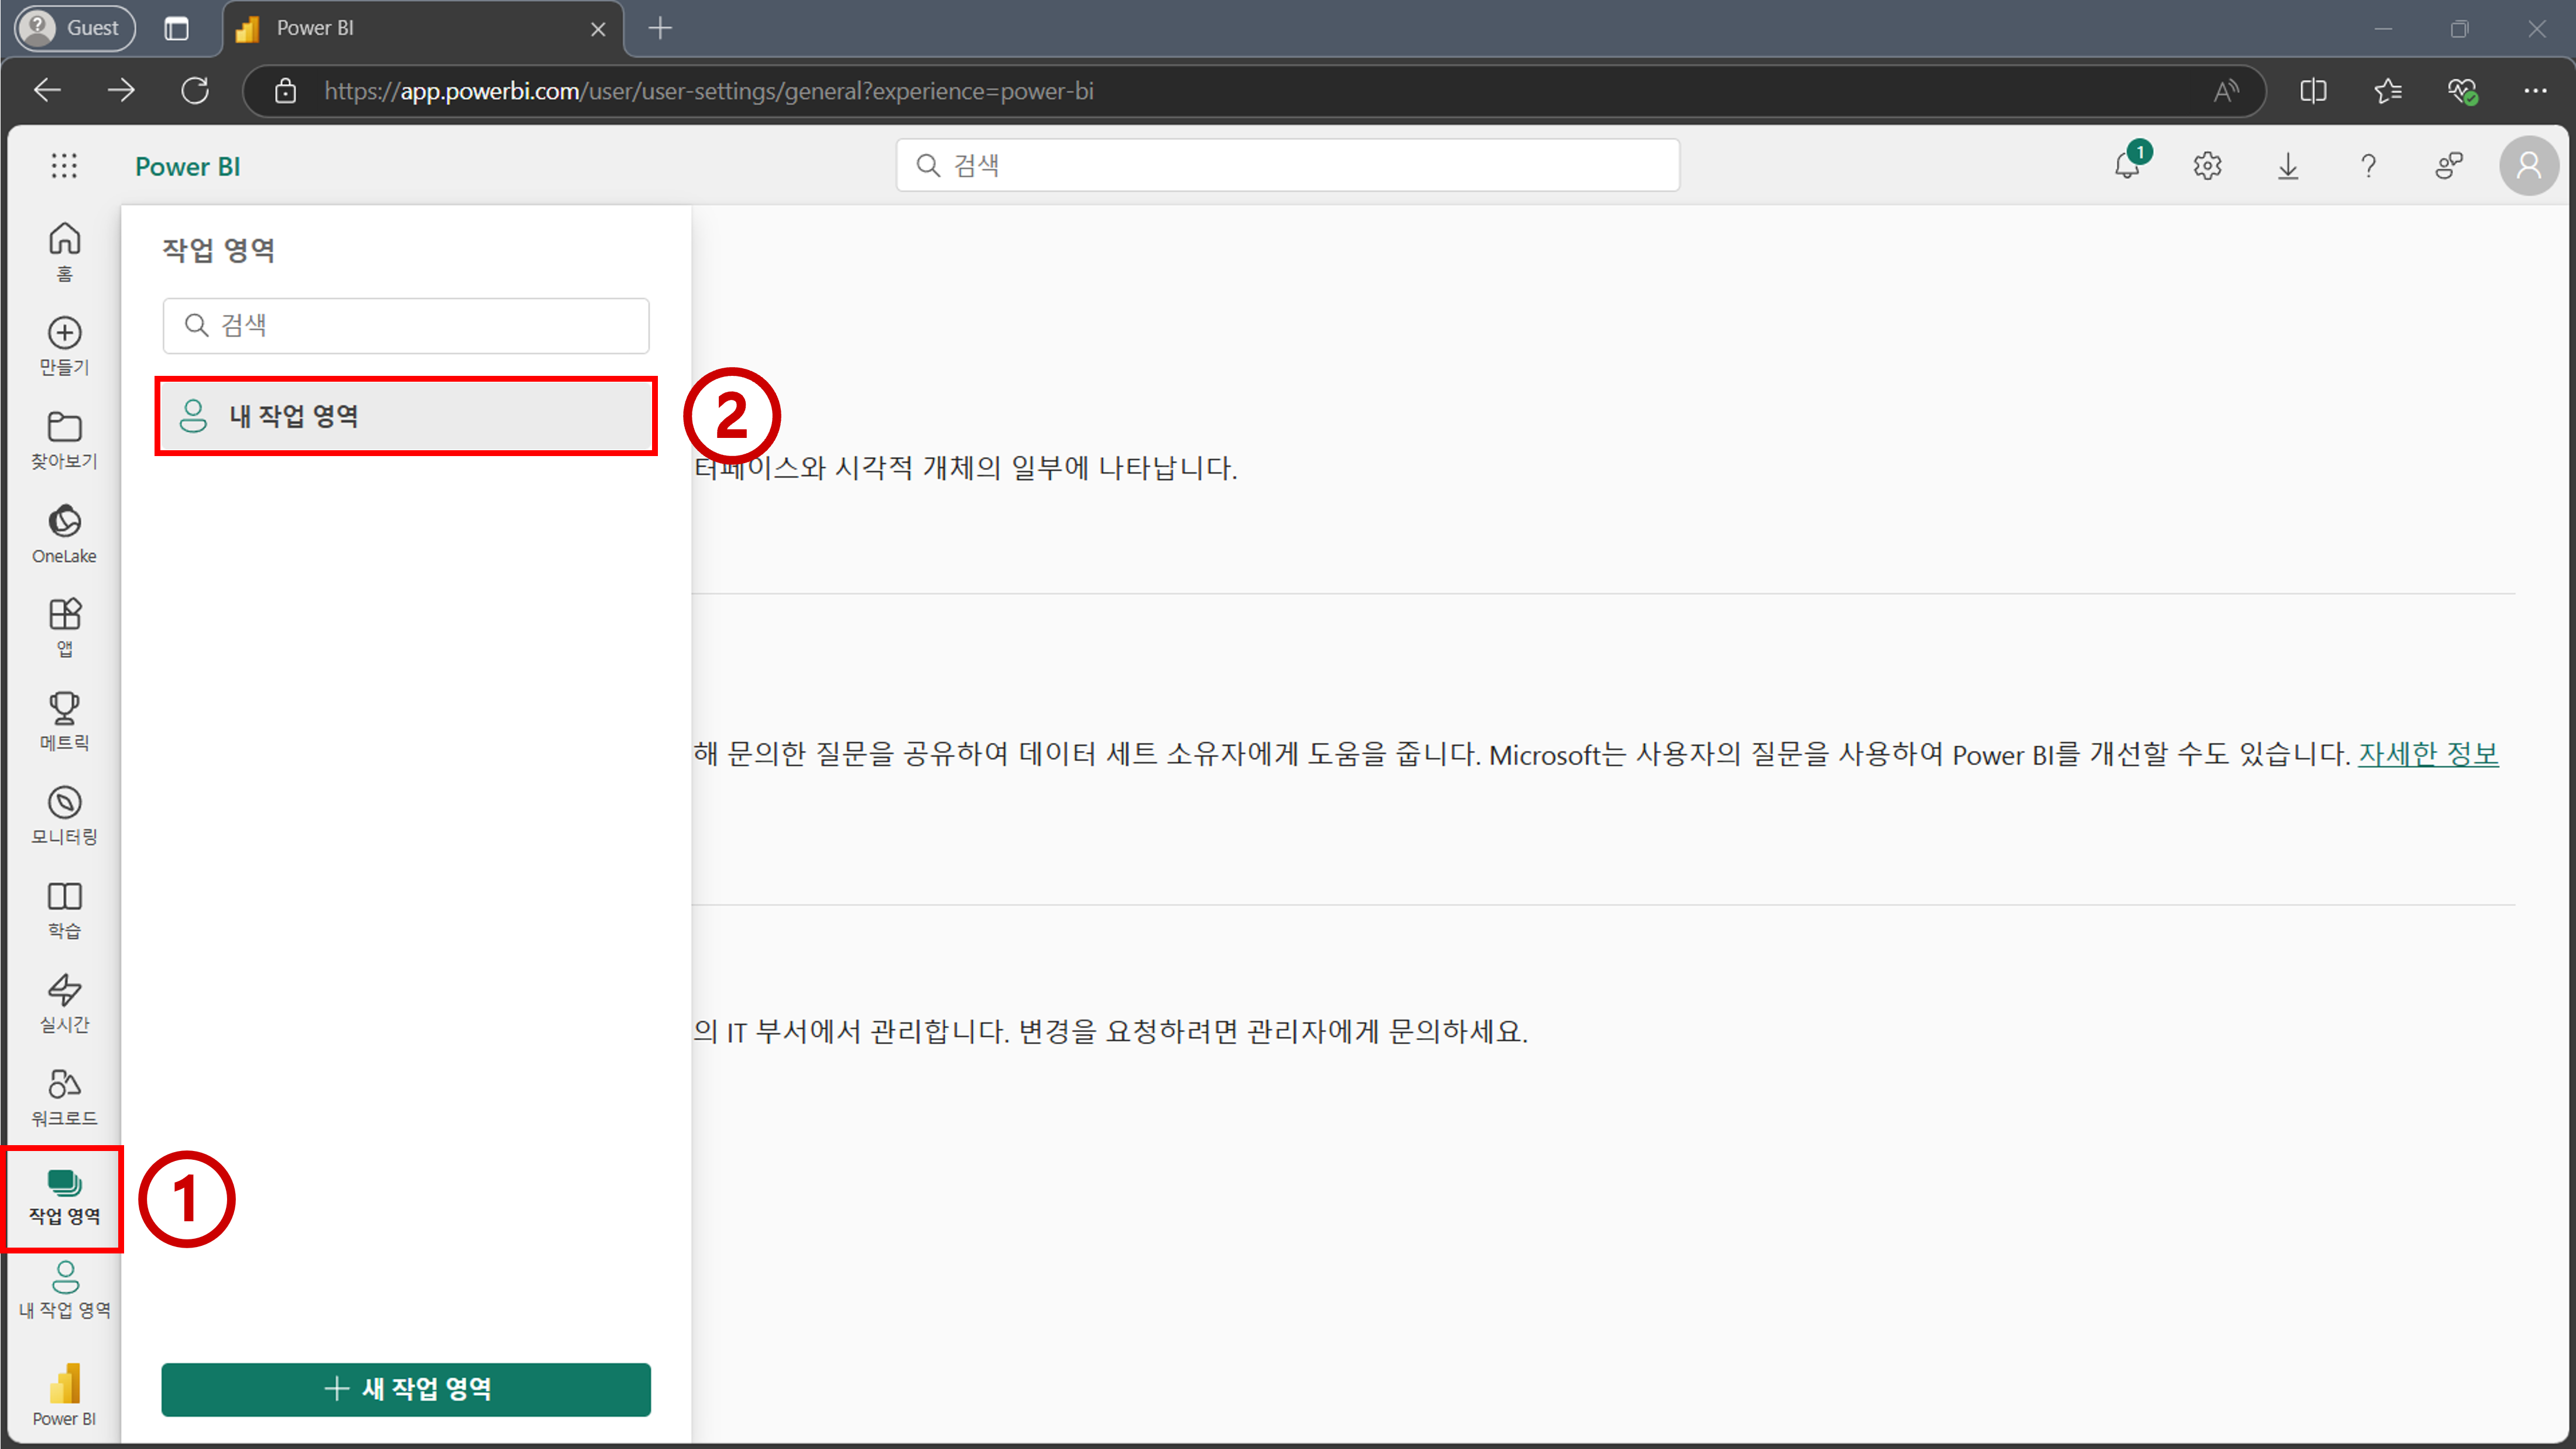 Guest
Power BI
https://app.powerbi.com/user/user-settings/general?experience=power-bi
Power BI
검색
1
홈
만들기
찾아보기
OneLake
앱
메트릭
모니터링
학습
실시간
워크로드
작업 영역
1
내 작업 영역
Power BI
작업 영역
검색
내 작업 영역
2
+ 새 작업 영역
터페이스와 시각적 개체의 일부에 나타납니다.
해 문의한 질문을 공유하여 데이터 세트 소유자에게 도움을 줍니다. Microsoft는 사용자의 질문을 사용하여 Power BI를 개선할 수도 있습니다. 자세한 정보
의 IT 부서에서 관리합니다. 변경을 요청하려면 관리자에게 문의하세요.